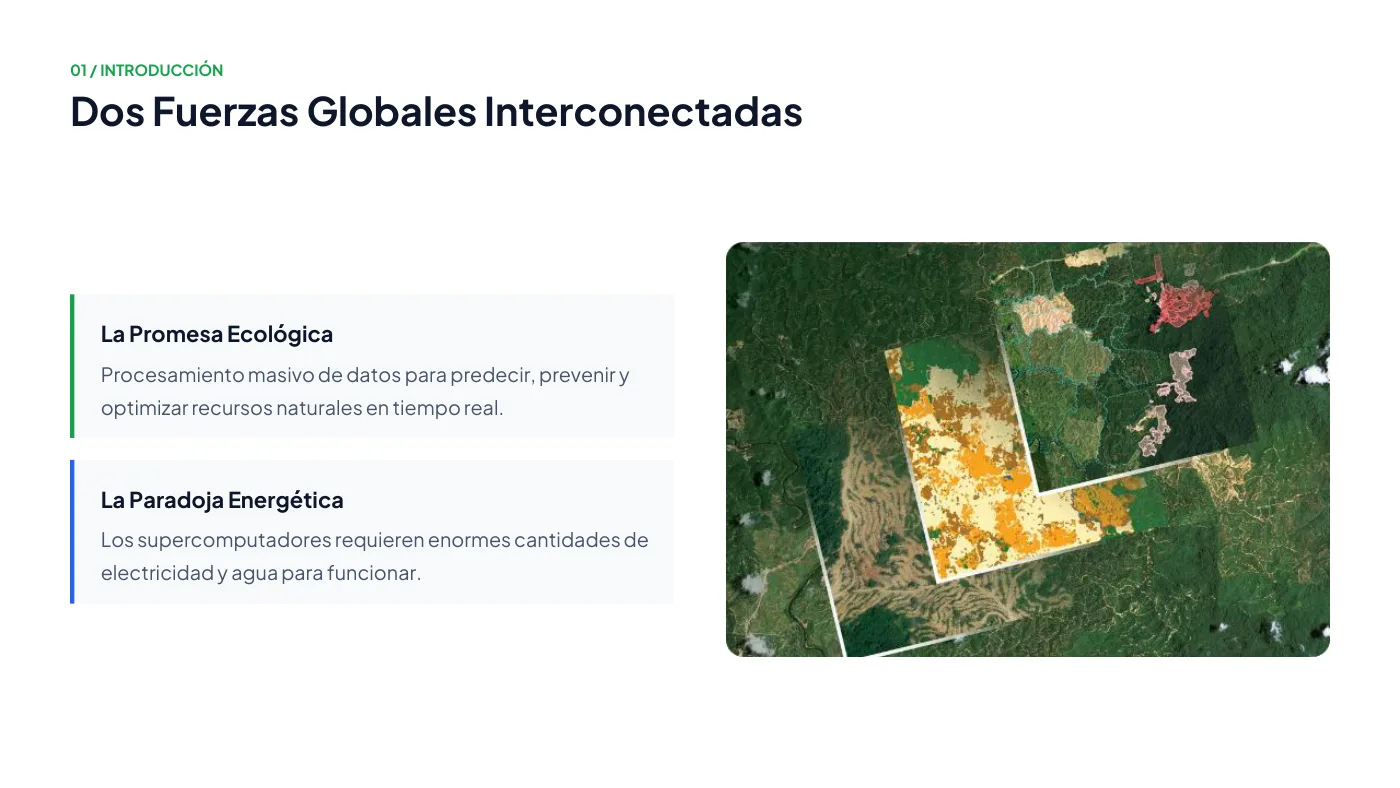 01 / INTRODUCCIÓN
Dos Fuerzas Globales Interconectadas
La Promesa Ecológica
Procesamiento masivo de datos para predecir, prevenir y
optimizar recursos naturales en tiempo real.
La Paradoja Energética
Los supercomputadores requieren enormes cantidades de
electricidad y agua para funcionar.